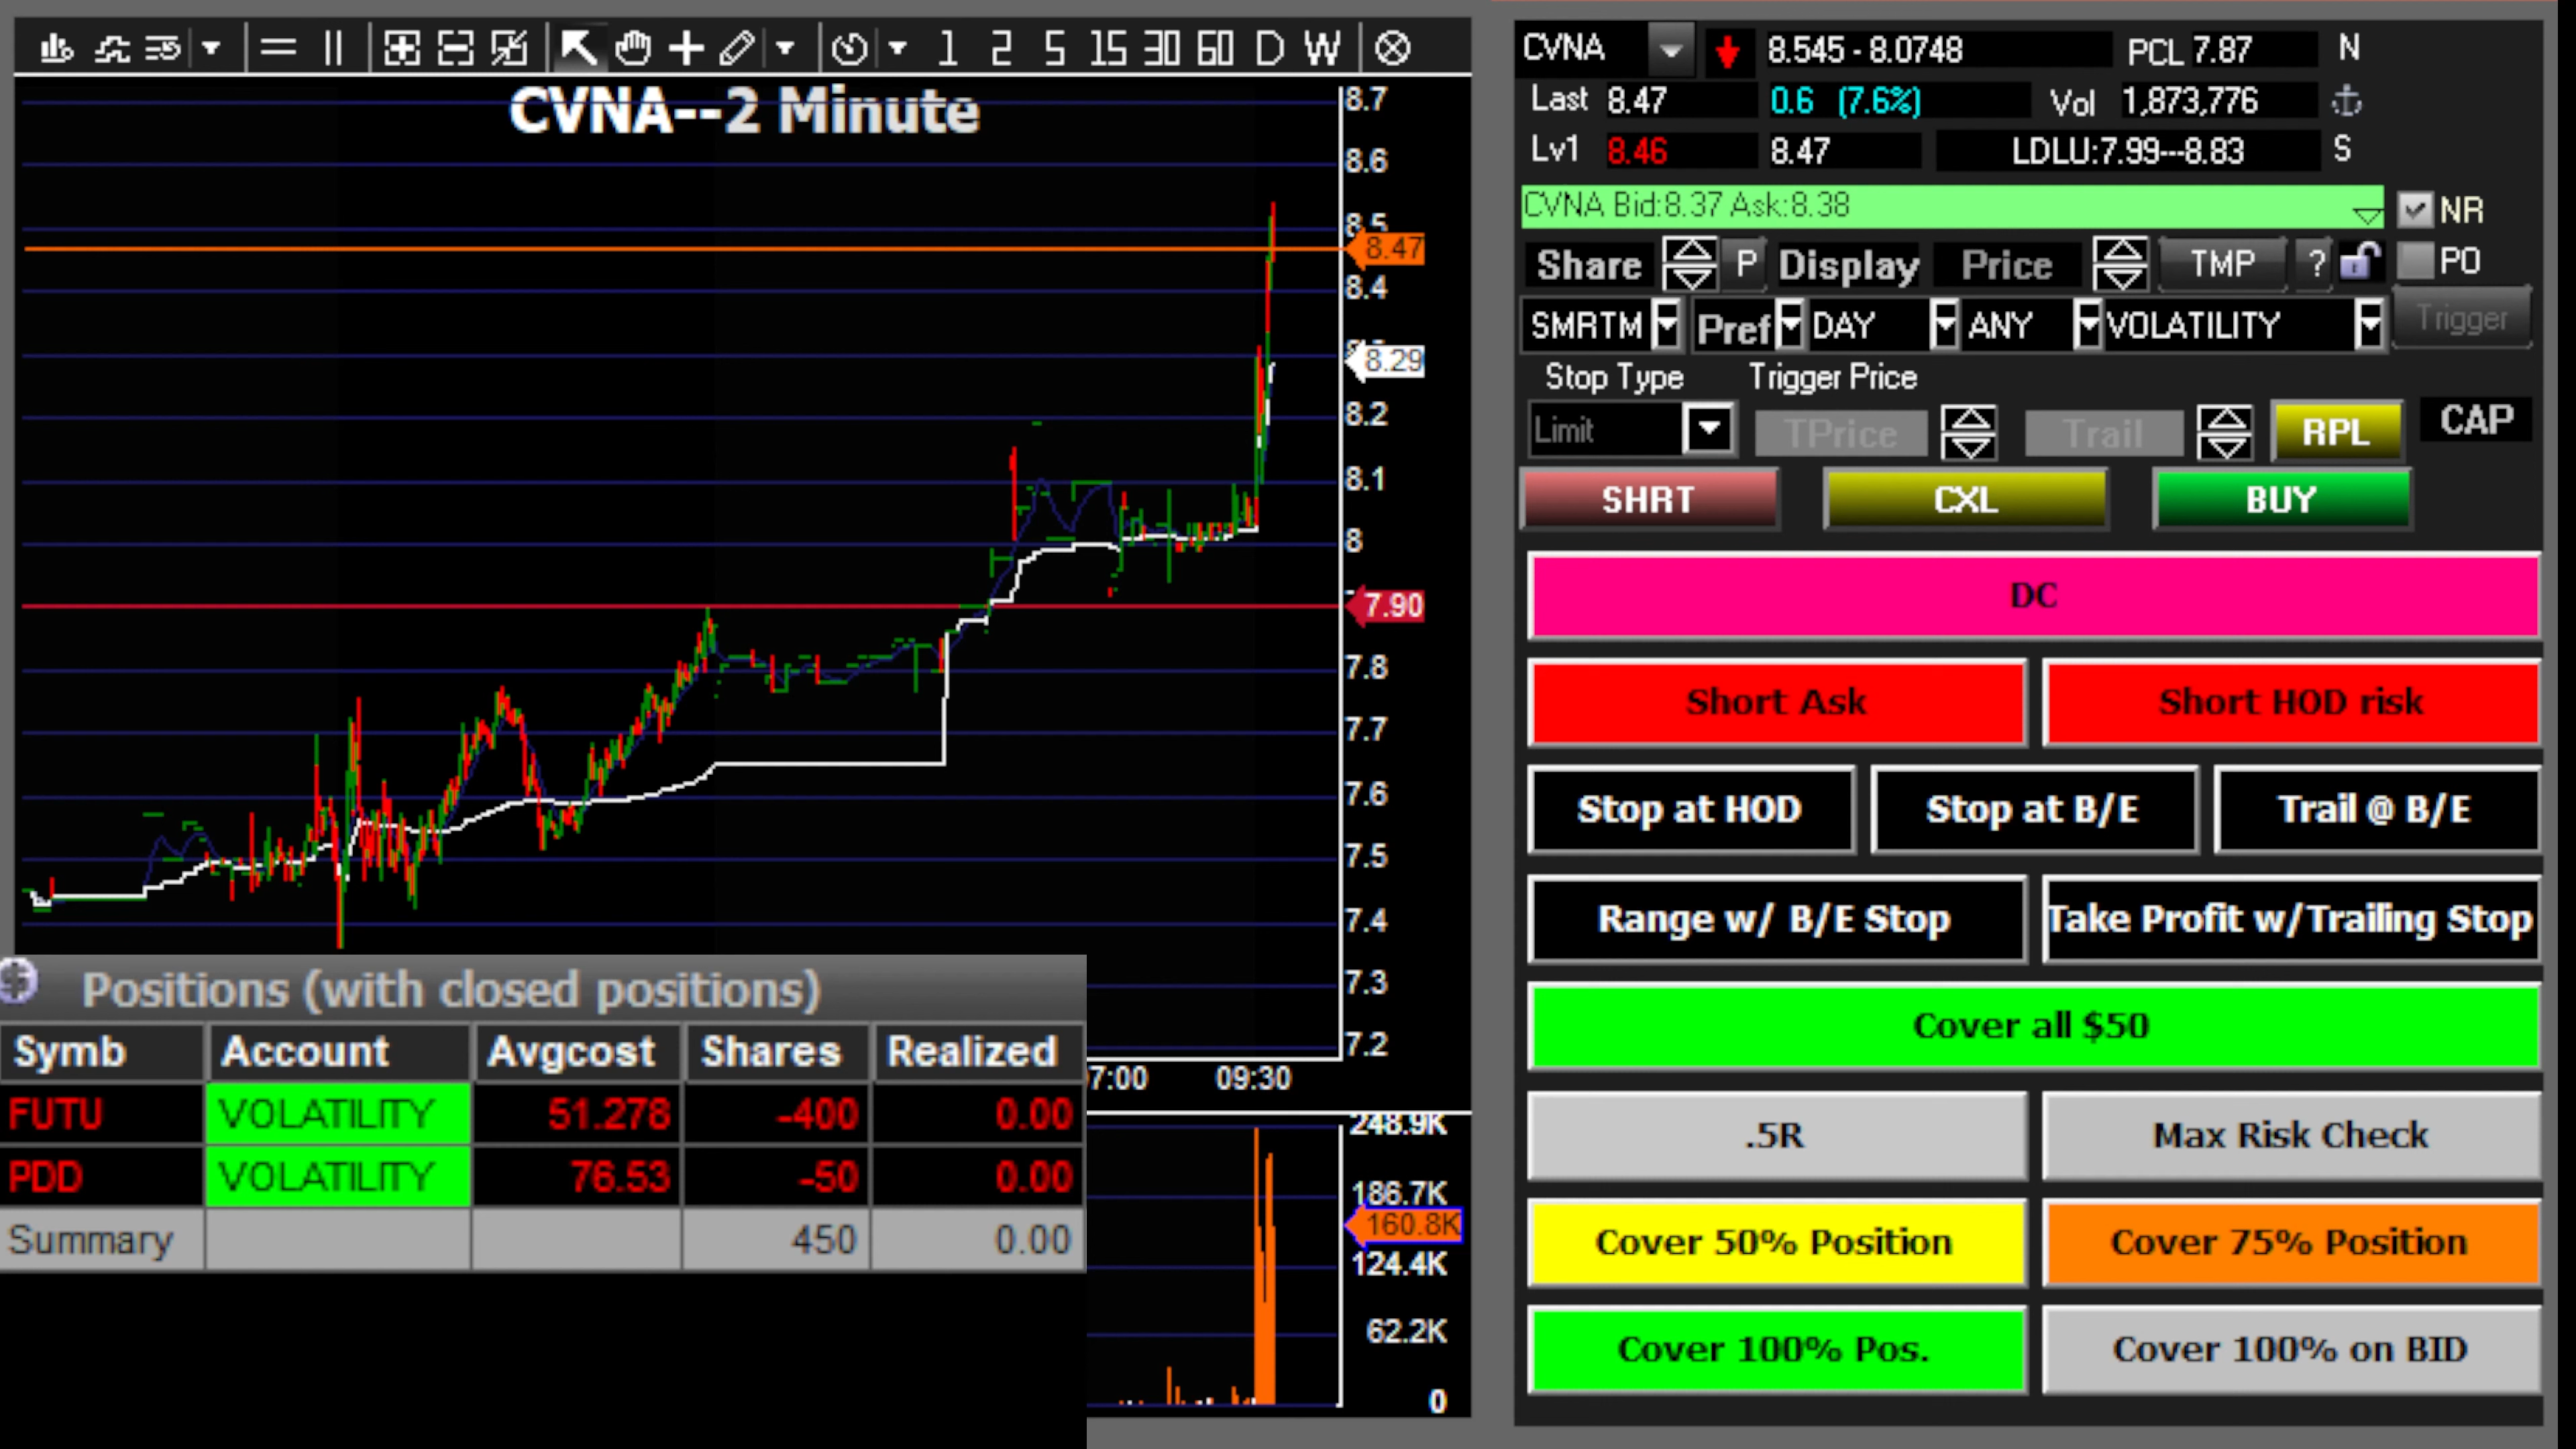 1 2 5 15 30 60 D W
CVNA--2 Minute
8.7
8.6
8.5
8.47
8.4
8.29
8.2
8.1
8
7.90
7.8
7.7
7.6
7.5
7.4
7.3
7.2
7:00 09:30
248.9K
186.7K
160.8K
124.4K
62.2K
0
Positions (with closed positions)
Symb Account Avgcost Shares Realized
FUTU VOLATILITY 51.278 -400 0.00
PDD VOLATILITY 76.53 -50 0.00
Summary 450 0.00
CVNA 8.545 - 8.0748 PCL 7.87 N
Last 8.47 0.6 (7.6%) Vol 1,873,776
Lv1 8.46 8.47 LDLU:7.99---8.83 S
CVNA Bid:8.37 Ask:8.38 NR
Share P Display Price TMP ? PO
SMRTM Pref DAY ANY VOLATILITY Trigger
Stop Type Trigger Price
Limit TPrice Trail RPL CAP
SHRT CXL BUY
DC
Short Ask Short HOD risk
Stop at HOD Stop at B/E Trail @ B/E
Range w/ B/E Stop Take Profit w/Trailing Stop
Cover all $50
.5R Max Risk Check
Cover 50% Position Cover 75% Position
Cover 100% Pos. Cover 100% on BID